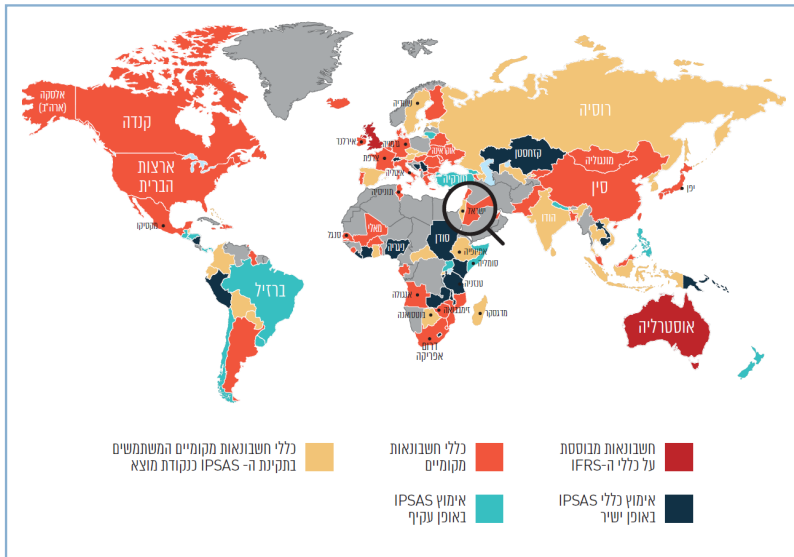 אלסקה
(ארה"ב)
קנדה
ארצות
הברית
מקסיקו
ברזיל
רוסיה
שוודיה
אירלנד
גרמניה
צרפת
אוקראינה
איטליה
טורקיה
תוניסיה
קזחסטן
מונגוליה
סין
יפן
הודו
ישראל
סנגל
מאלי
ניגריה
סודן
אתיופיה
סומליה
טנזניה
אנגולה
זימבבואה
בוטסואנה
מדגסקר
דרום
אפריקה
אוסטרליה
חשבונאות מבוססת
על כללי ה-IFRS
כללי חשבונאות
מקומיים
כללי חשבונאות מקומיים המשתמשים
בתקינת ה- IPSAS כנקודת מוצא
אימוץ כללי IPSAS
באופן ישיר
אימוץ IPSAS
באופן עקיף